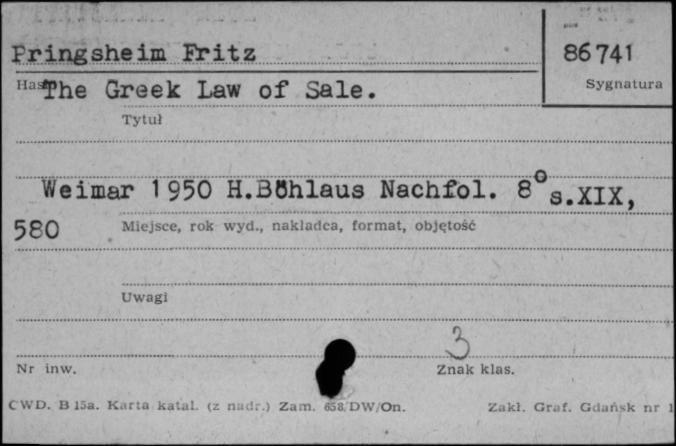 Pringsheim Fritz
86741
Hasło
Sygnatura
The Greek Law of Sale.
Tytuł
Weimar 1950 H.Böhlaus Nachfol. 8° s.XIX,
580
Miejsce, rok wyd., nakładca, format, objętość
Uwagi
3
Nr inw.
Znak klas.
CWD. B 15a. Karta katal. (z nadr.) Zam. 658/DW/On.
Zakł. Graf. Gdańsk nr 1